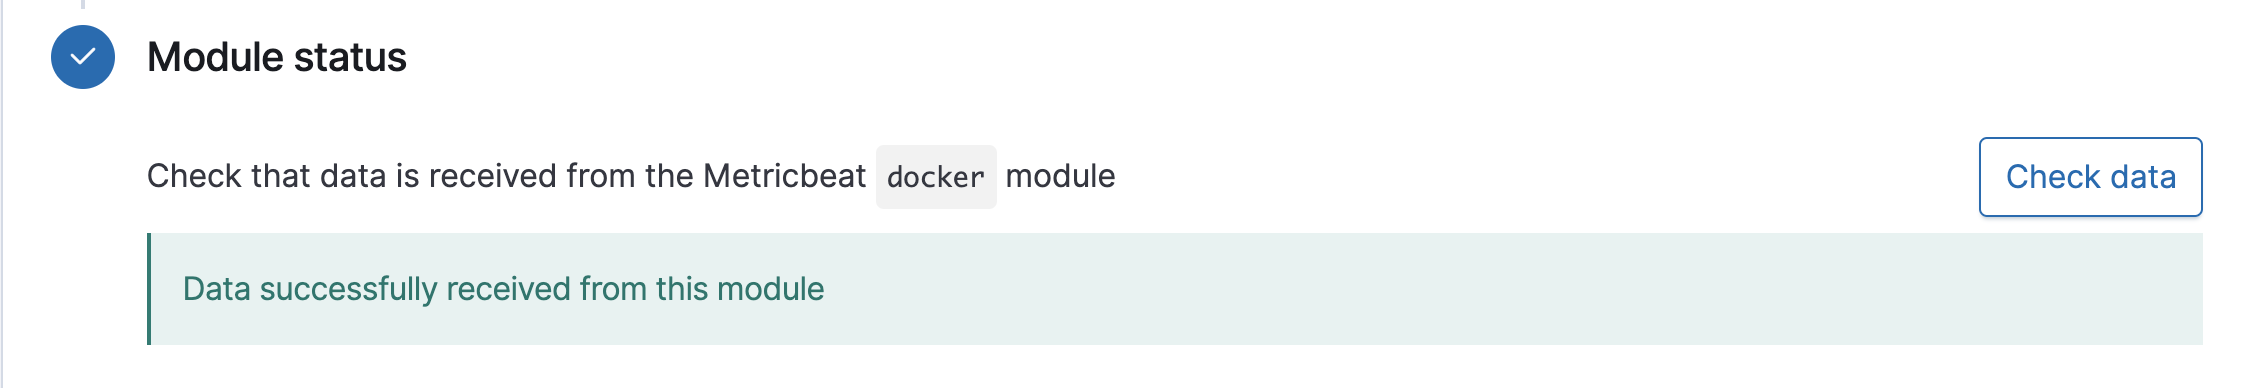 Module status
Check that data is received from the Metricbeat docker module
Check data
Data successfully received from this module